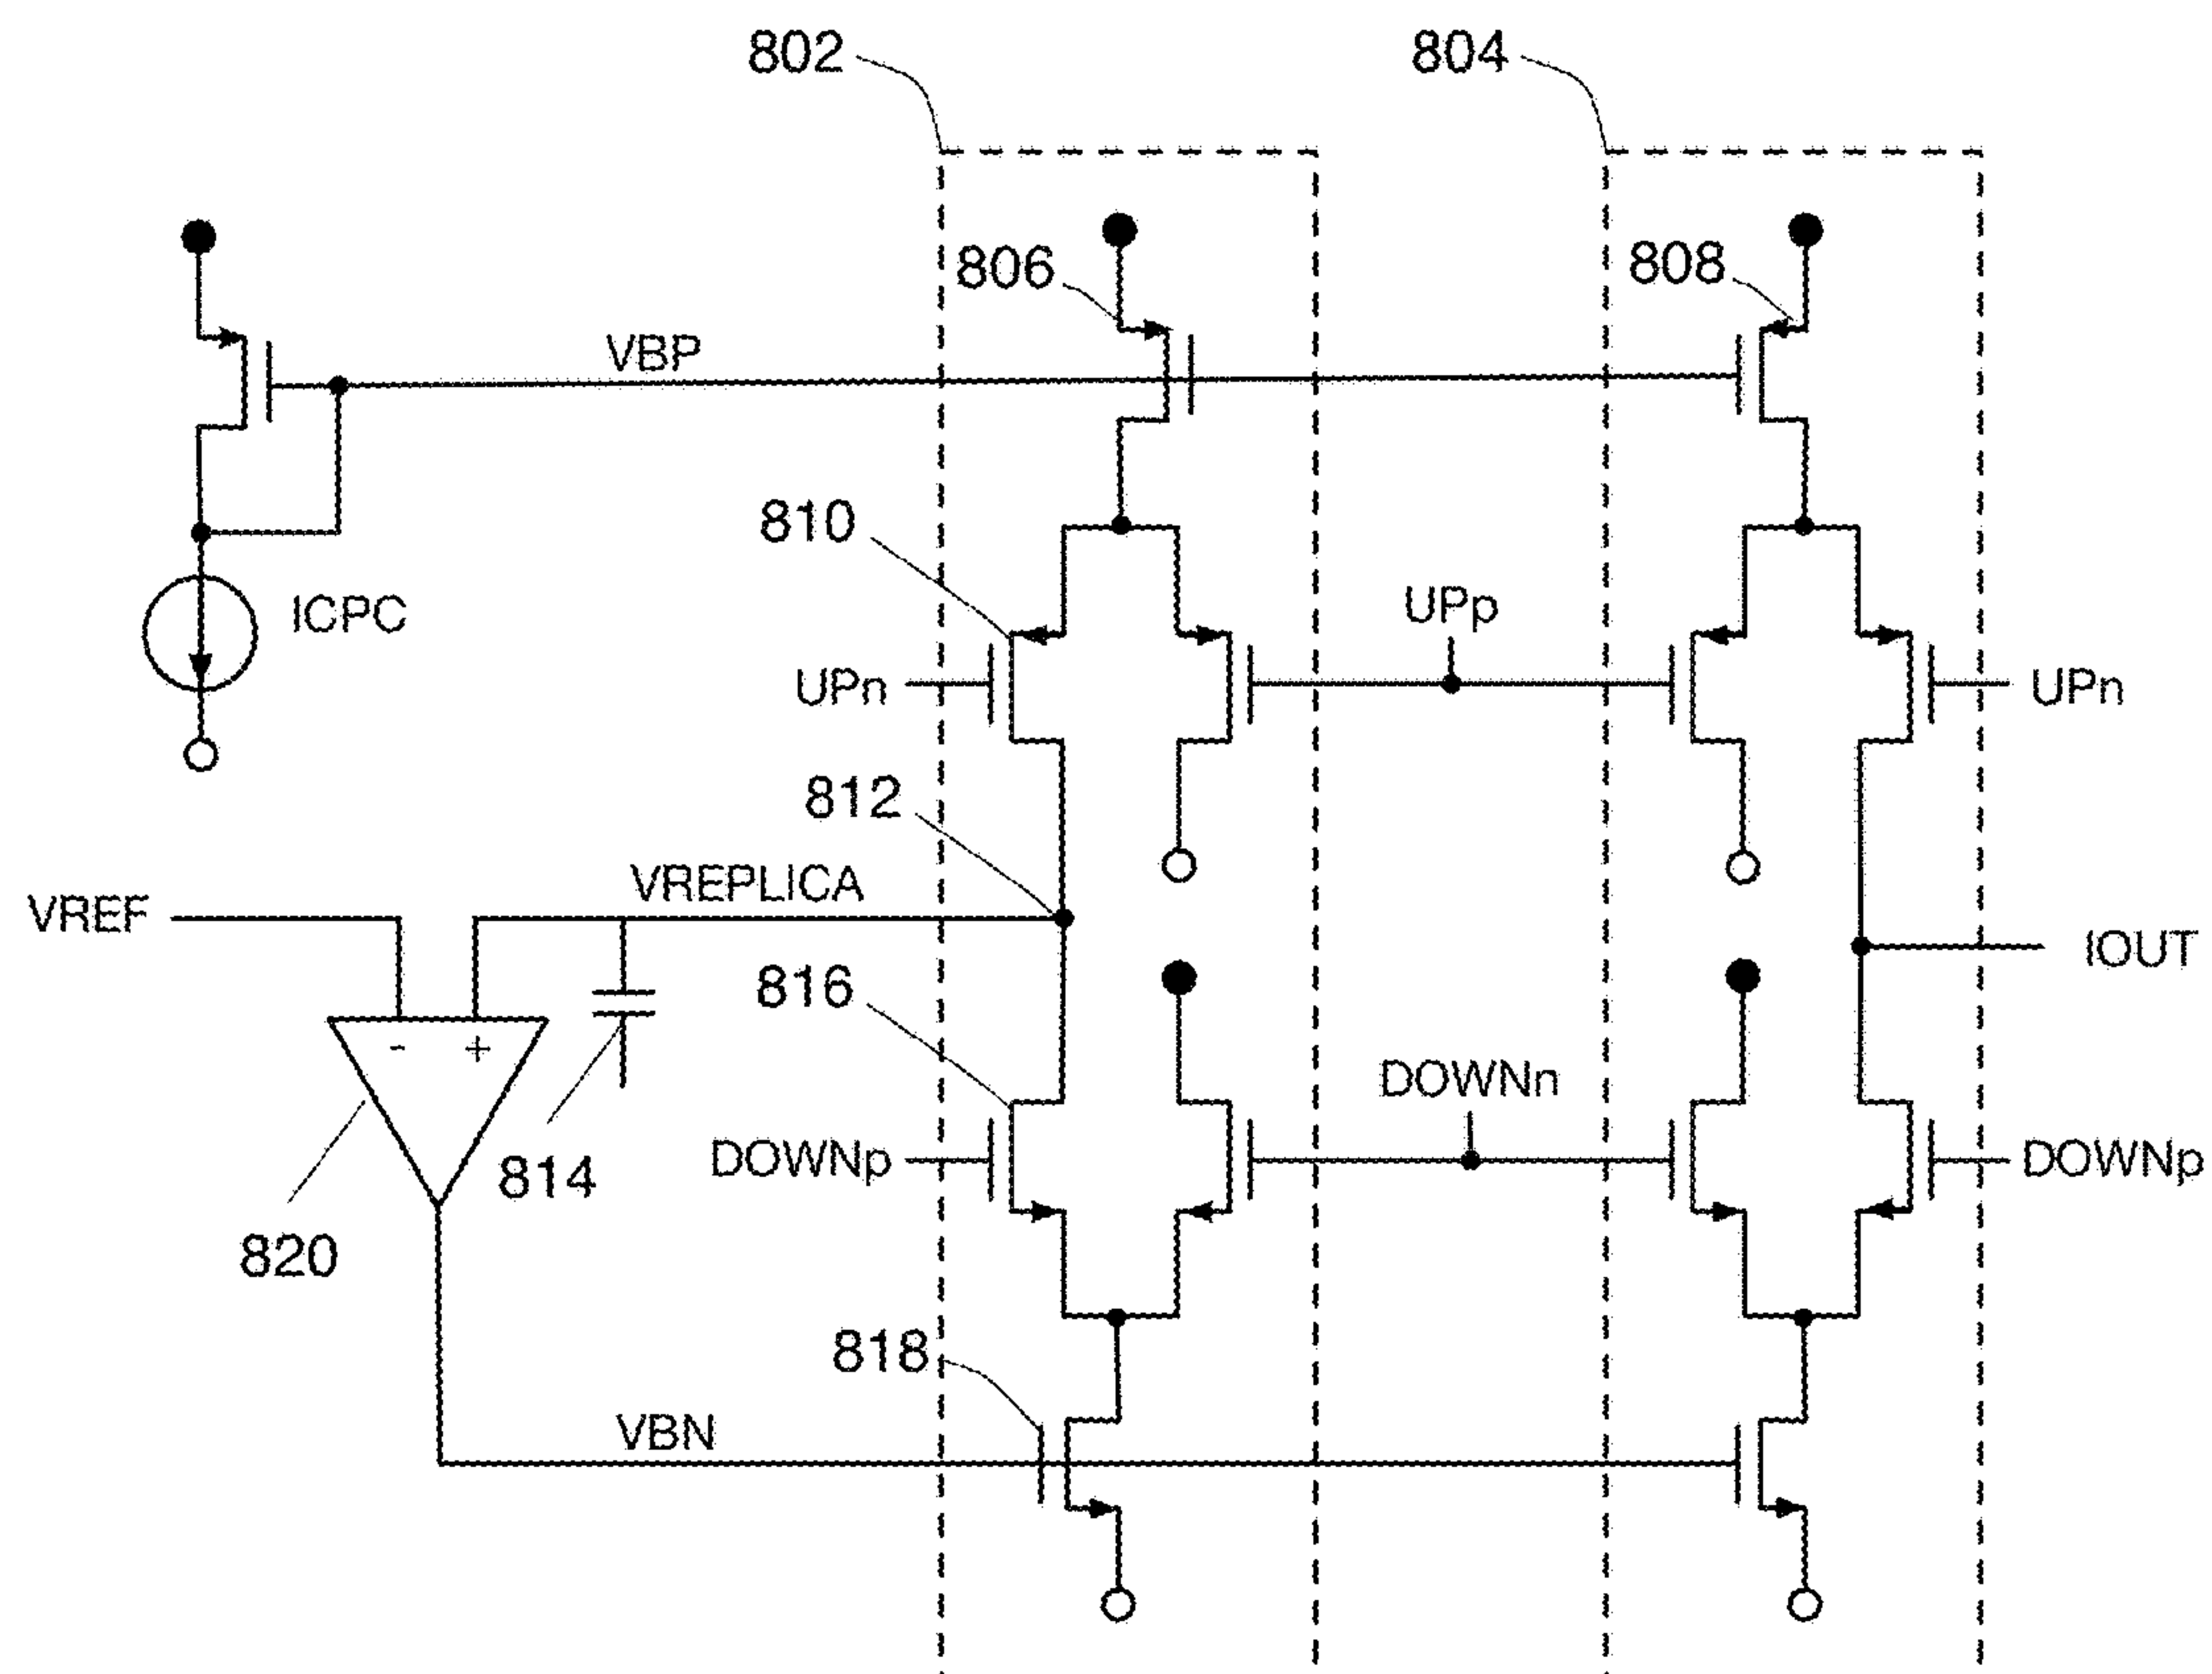 802
804
806
808
VBP
810
ICPC
UPp
UPn
UPn
812
VREPLICA
VREF
IOUT
816
- +
DOWNn
814
DOWNp
DOWNp
820
818
VBN